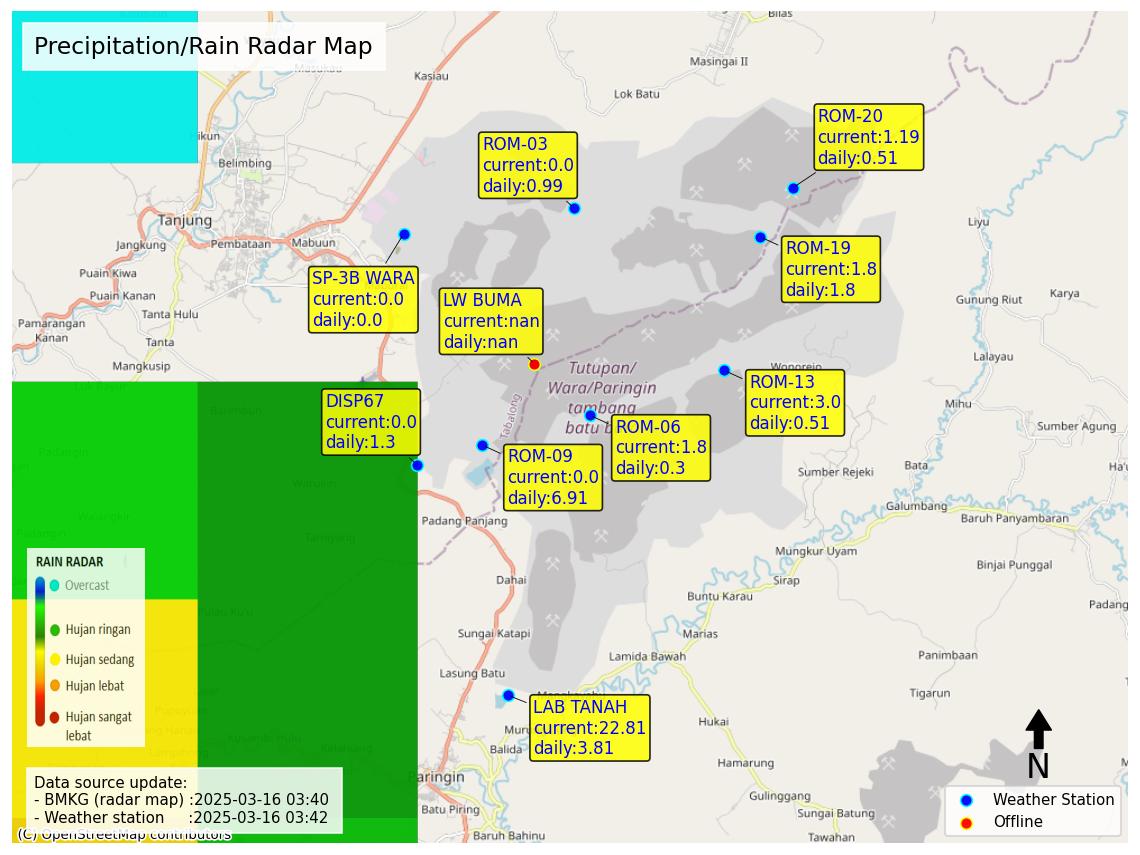 Precipitation/Rain Radar Map
Bilas
Masingai II
Kasiau
Lok Batu
Hikun
Belimbing
Tanjung
Pembataan
Mabuun
Jangkung
Puain Kiwa
Puain Kanan
Tanta Hulu
Pamarangan
Kanan
Tanta
Mangkusip
Liyu
Gunung Riut
Karya
Lalayau
Wonorejo
Mihu
Sumber Agung
Bata
Sumber Rejeki
Galumbang
Baruh Panyambaran
Mungkur Uyam
Binjai Punggal
Sirap
Buntu Karau
Padang
Marias
Lamida Bawah
Panimbaan
Tigarun
Hukai
Hamarung
Gulinggang
Sungai Batung
Tawahan
Padang Panjang
Dahai
Sungai Katapi
Lasung Batu
Balida
Paringin
Batu Piring
Baruh Bahinu
Tabalong
Tutupan/
Wara/Paringin
tambang
batu b
ROM-03
current:0.0
daily:0.99
ROM-20
current:1.19
daily:0.51
ROM-19
current:1.8
daily:1.8
SP-3B WARA
current:0.0
daily:0.0
LW BUMA
current:nan
daily:nan
ROM-13
current:3.0
daily:0.51
DISP67
current:0.0
daily:1.3
ROM-06
current:1.8
daily:0.3
ROM-09
current:0.0
daily:6.91
LAB TANAH
current:22.81
daily:3.81
RAIN RADAR
Overcast
Hujan ringan
Hujan sedang
Hujan lebat
Hujan sangat
lebat
Data source update:
- BMKG (radar map) :2025-03-16 03:40
- Weather station :2025-03-16 03:42
(C) OpenStreetMap contributors
N
Weather Station
Offline